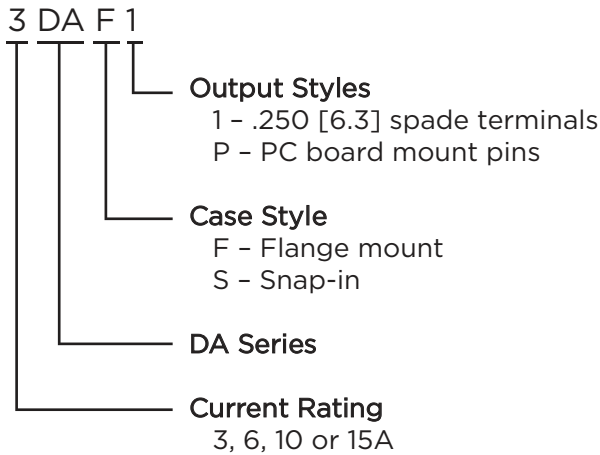 3 DA F 1
Output Styles
1 – .250 [6.3] spade terminals
P – PC board mount pins
Case Style
F – Flange mount
S – Snap-in
DA Series
Current Rating
3, 6, 10 or 15A